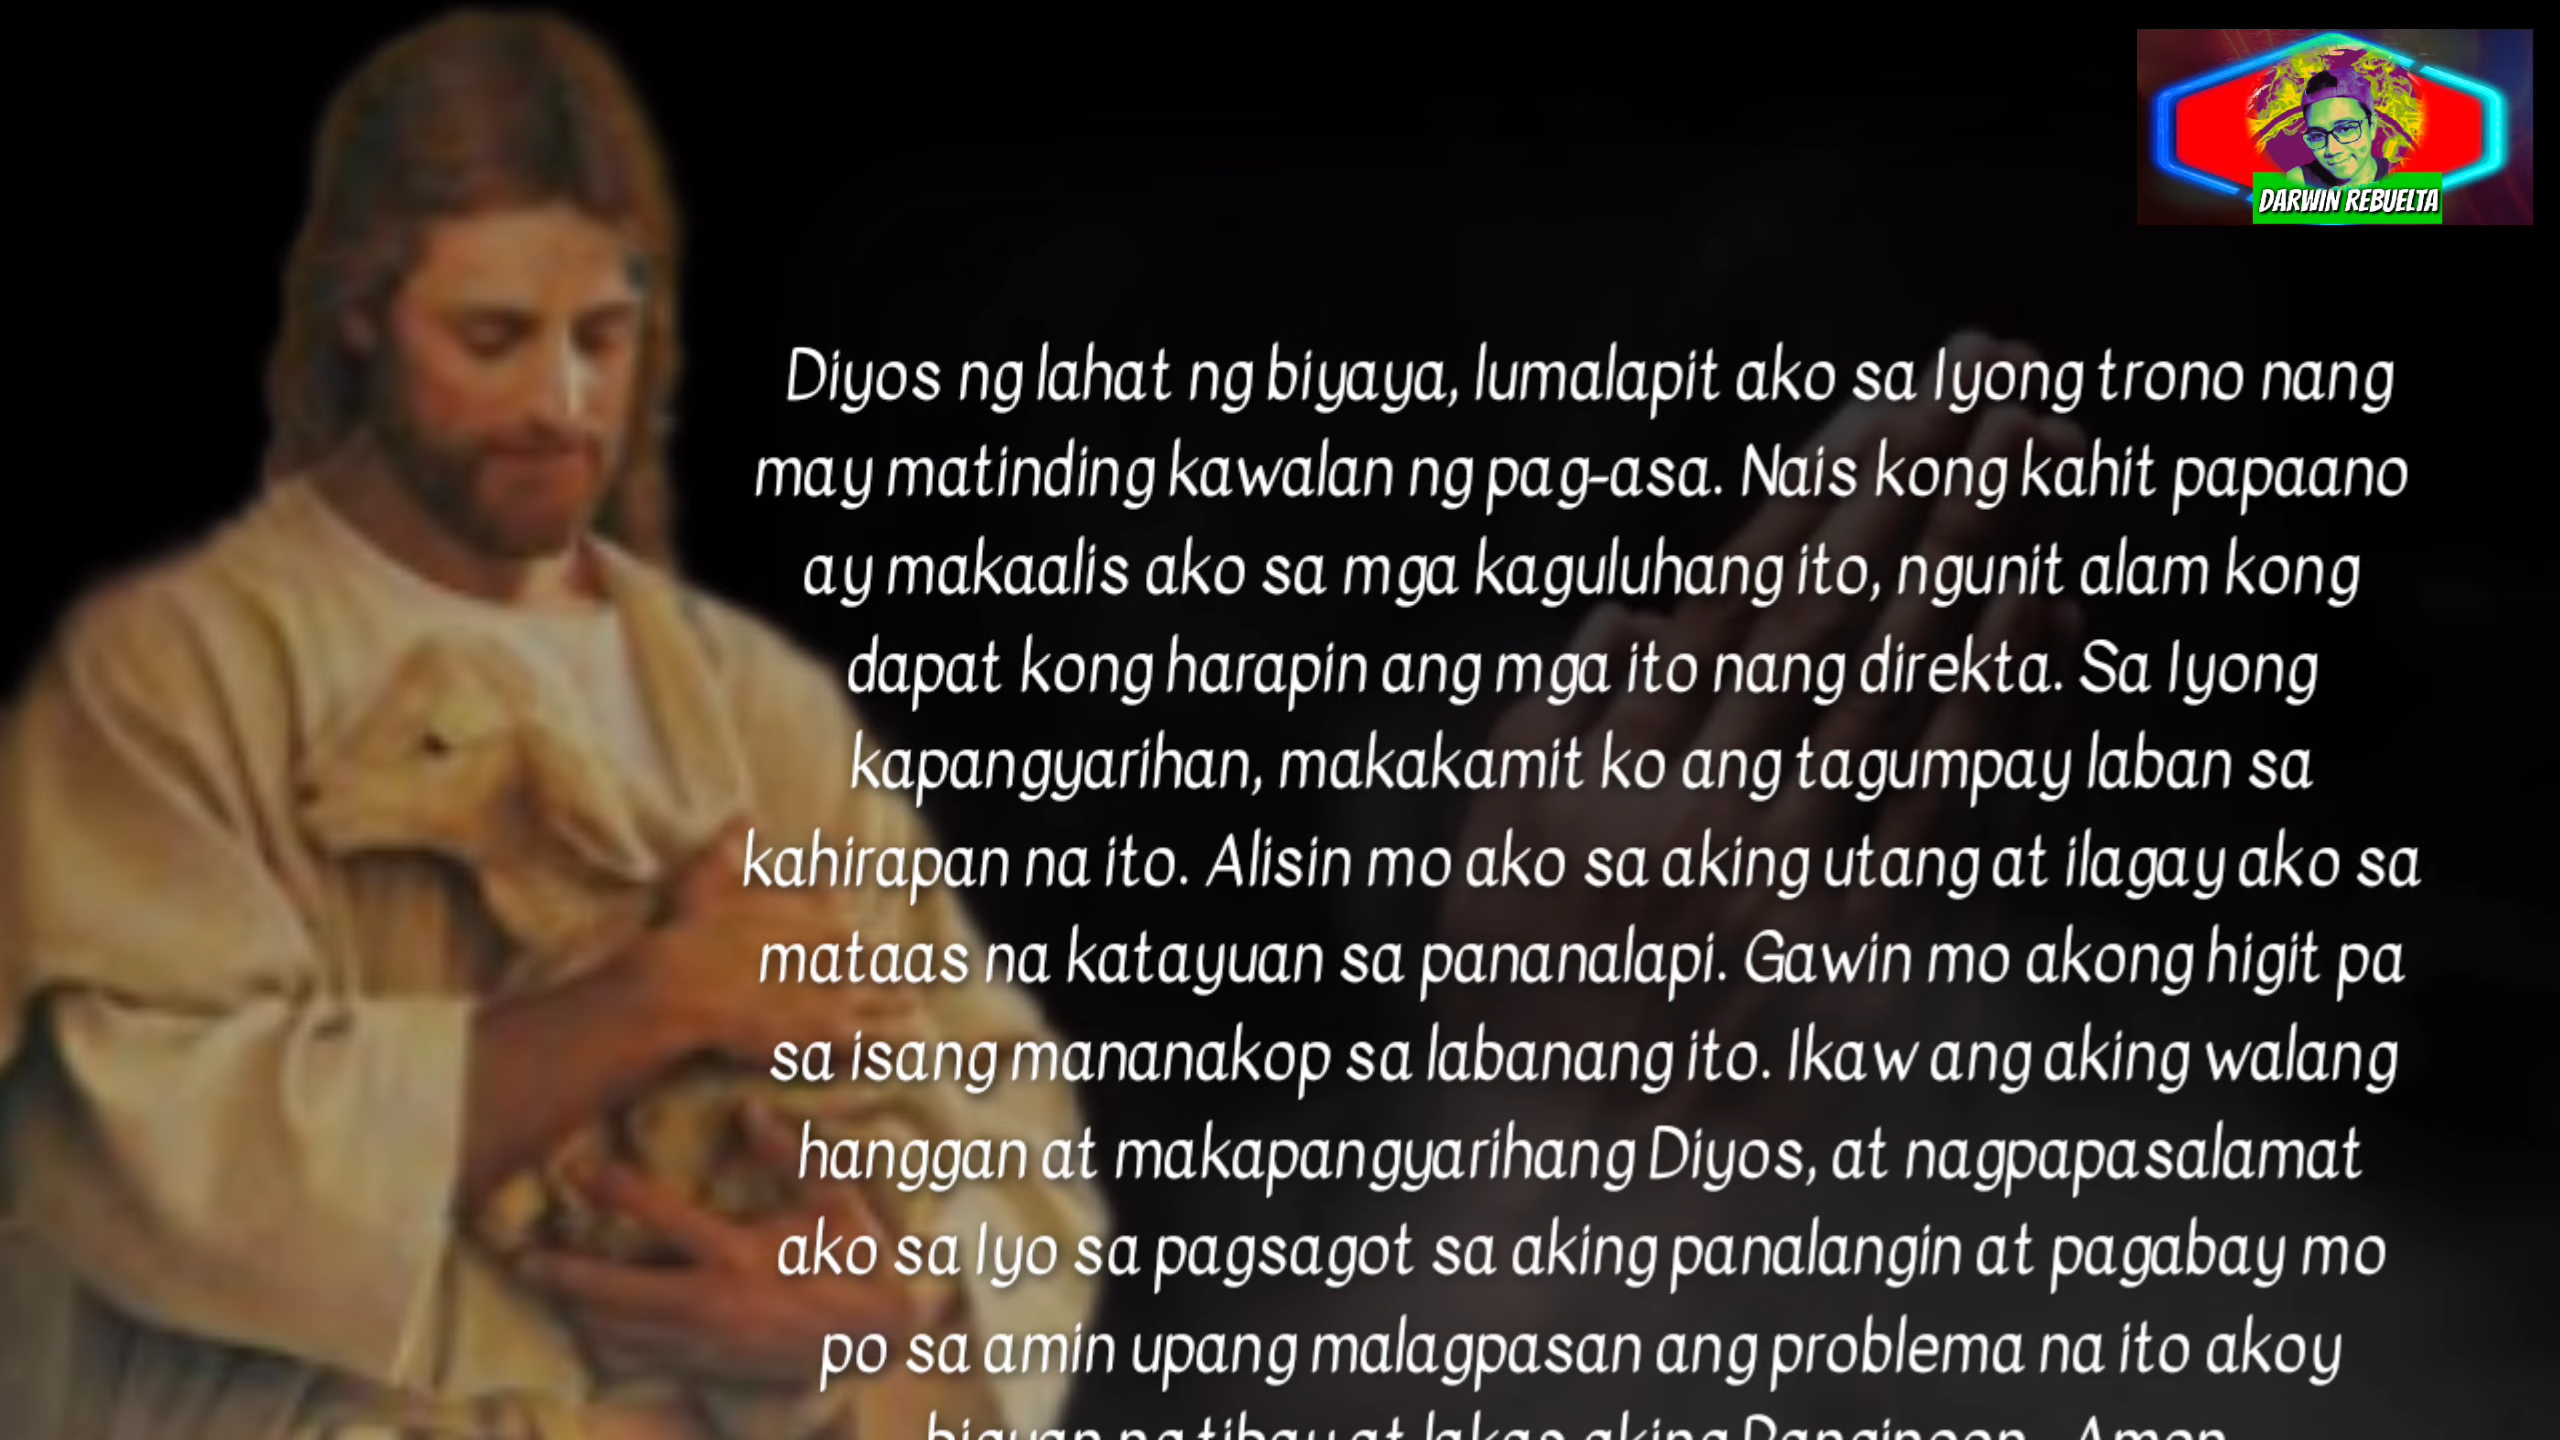 DARWIN REBUELTA
Diyos ng lahat ng biyaya, lumalapit ako sa Iyong trono nang
may matinding kawalan ng pag-asa. Nais kong kahit papaano
ay makaalis ako sa mga kaguluhang ito, ngunit alam kong
dapat kong harapin ang mga ito nang direkta. Sa Iyong
kapangyarihan, makakamit ko ang tagumpay laban sa
kahirapan na ito. Alisin mo ako sa aking utang at ilagay ako sa
mataas na katayuan sa pananalapi. Gawin mo akong higit pa
sa isang mananakop sa labanang ito. Ikaw ang aking walang
hanggan at makapangyarihang Diyos, at nagpapasalamat
ako sa Iyo sa pagsagot sa aking panalangin at pagabay mo
po sa amin upang malagpasan ang problema na ito akoy